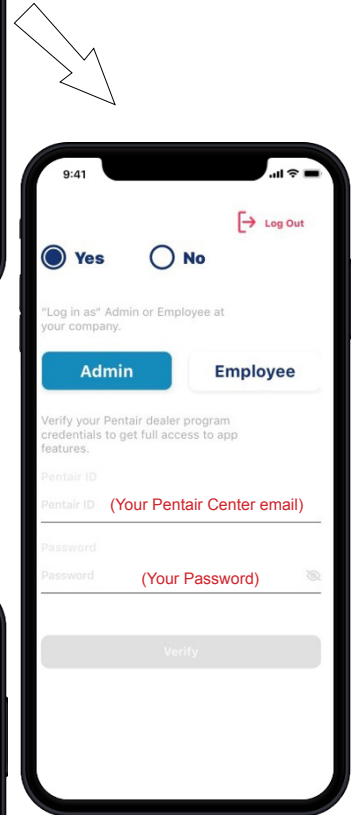 9:41
Log Out
Yes No
"Log in as" Admin or Employee at
your company.
Admin Employee
Verify your Pentair dealer program
credentials to get full access to app
features.
Pentair ID
Pentair ID (Your Pentair Center email)
Password
Password (Your Password)
Verify